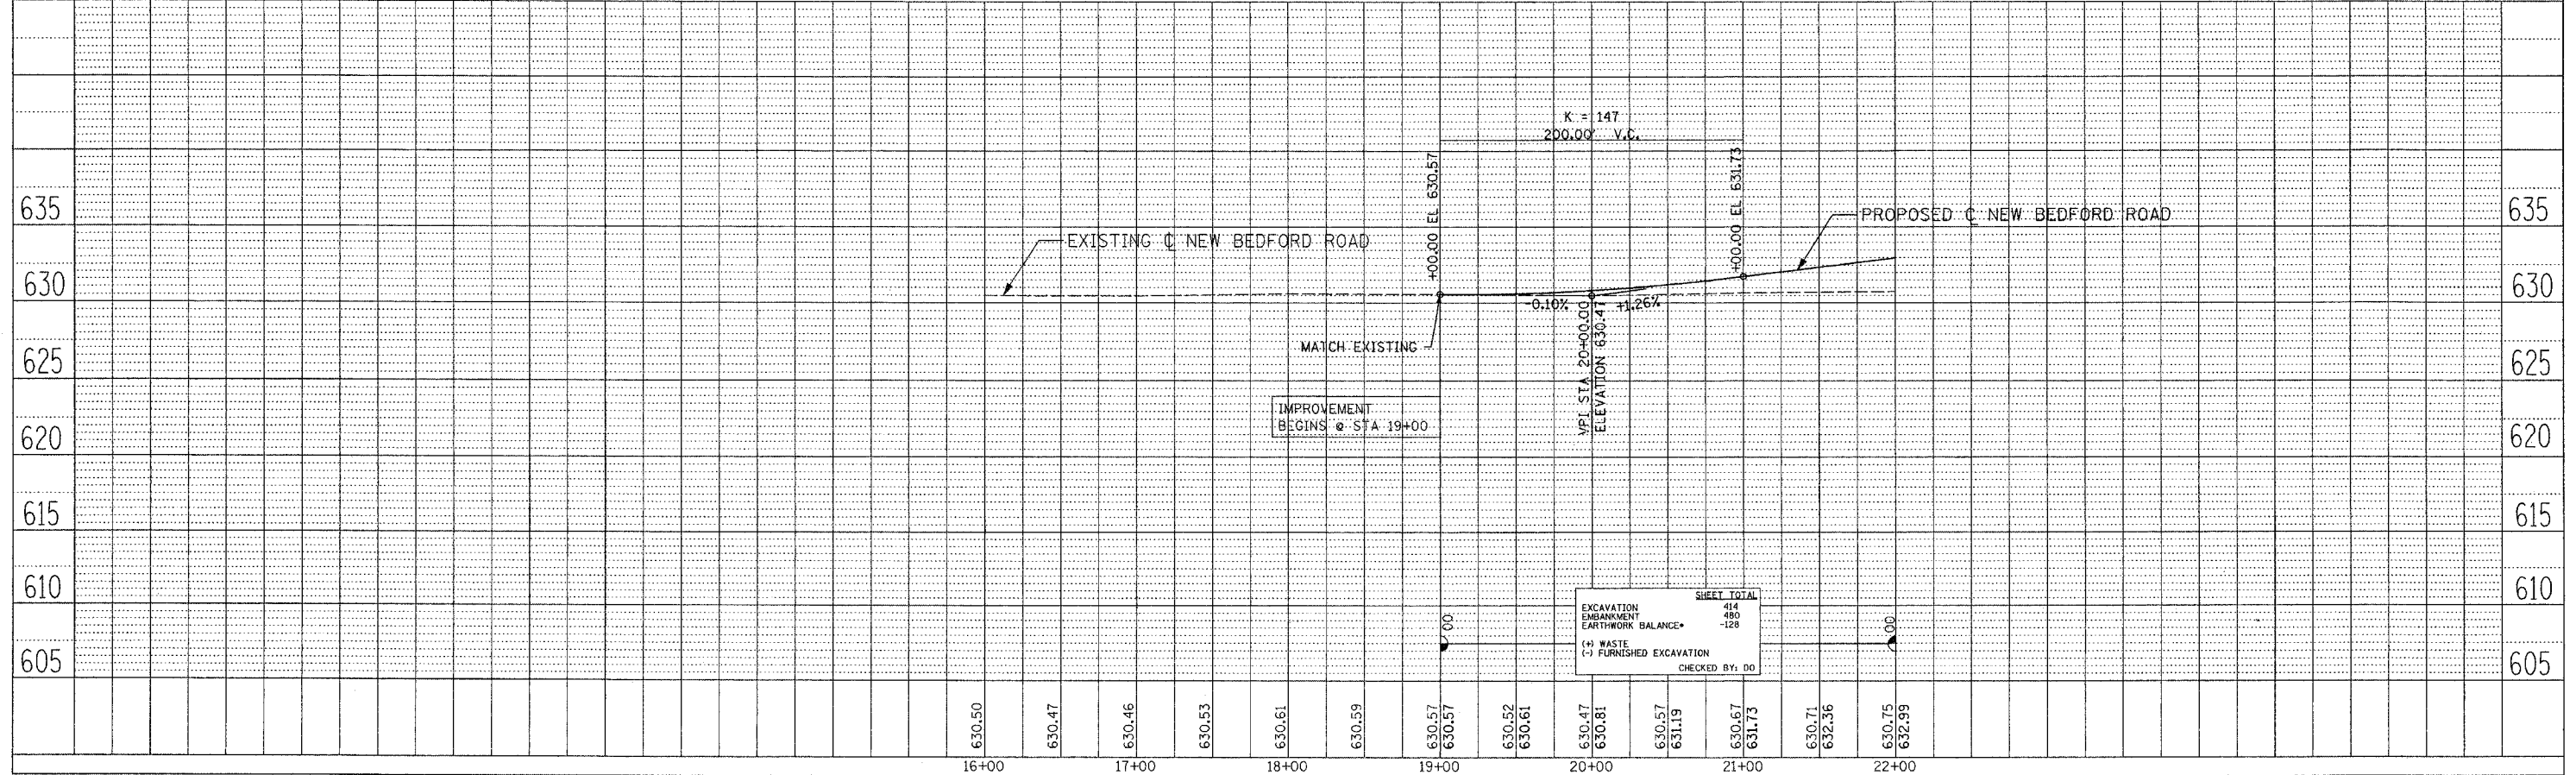 K = 147
200.00' V.C.
+00.00 EL 630.57
+00.00 EL 631.73
635
635
PROPOSED ℄ NEW BEDFORD ROAD
EXISTING ℄ NEW BEDFORD ROAD
630
630
-0.10%
+1.26%
MATCH EXISTING
VPI STA 20+00.00
ELEVATION 630.47
625
625
IMPROVEMENT
BEGINS @ STA 19+00
620
620
615
615
610
610
SHEET TOTAL
EXCAVATION 414
EMBANKMENT 480
EARTHWORK BALANCE* -128
(+) WASTE
(-) FURNISHED EXCAVATION
CHECKED BY: DO
00
00
605
605
630.50
630.47
630.46
630.53
630.61
630.59
630.57
630.57
630.52
630.61
630.47
630.81
630.57
631.19
630.67
631.73
630.71
632.36
630.75
632.99
16+00 17+00 18+00 19+00 20+00 21+00 22+00